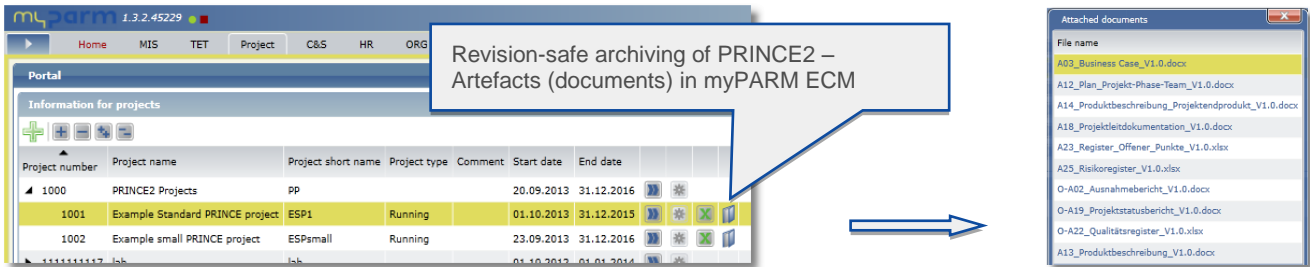 myparm 1.3.2.45229
Home MIS TET Project C&S HR ORG
Portal
Information for projects
Project number Project name Project short name Project type Comment Start date End date
1000 PRINCE2 Projects PP 20.09.2013 31.12.2016
1001 Example Standard PRINCE project ESP1 Running 01.10.2013 31.12.2015
1002 Example small PRINCE project ESPsmall Running 23.09.2013 31.12.2016
Revision-safe archiving of PRINCE2 –
Artefacts (documents) in myPARM ECM
Attached documents
File name
A03_Business Case_V1.0.docx
A12_Plan_Projekt-Phase-Team_V1.0.docx
A14_Produktbeschreibung_Projektendprodukt_V1.0.docx
A18_Projektleitdokumentation_V1.0.docx
A23_Register_Offener_Punkte_V1.0.xlsx
A25_Risikoregister_V1.0.xlsx
O-A02_Ausnahmebericht_V1.0.docx
O-A19_Projektstatusbericht_V1.0.docx
O-A22_Qualitätsregister_V1.0.xlsx
A13_Produktbeschreibung_V1.0.docx